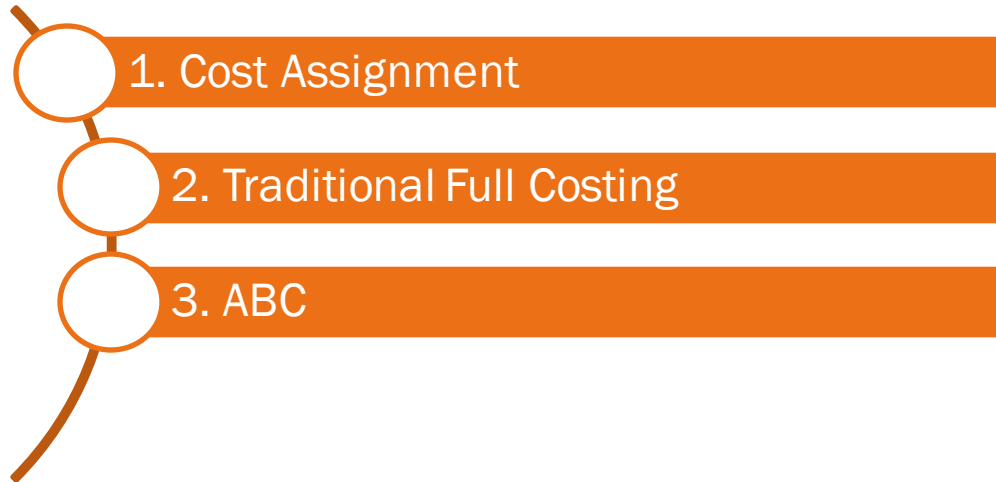 1. Cost Assignment
2. Traditional Full Costing
3. ABC